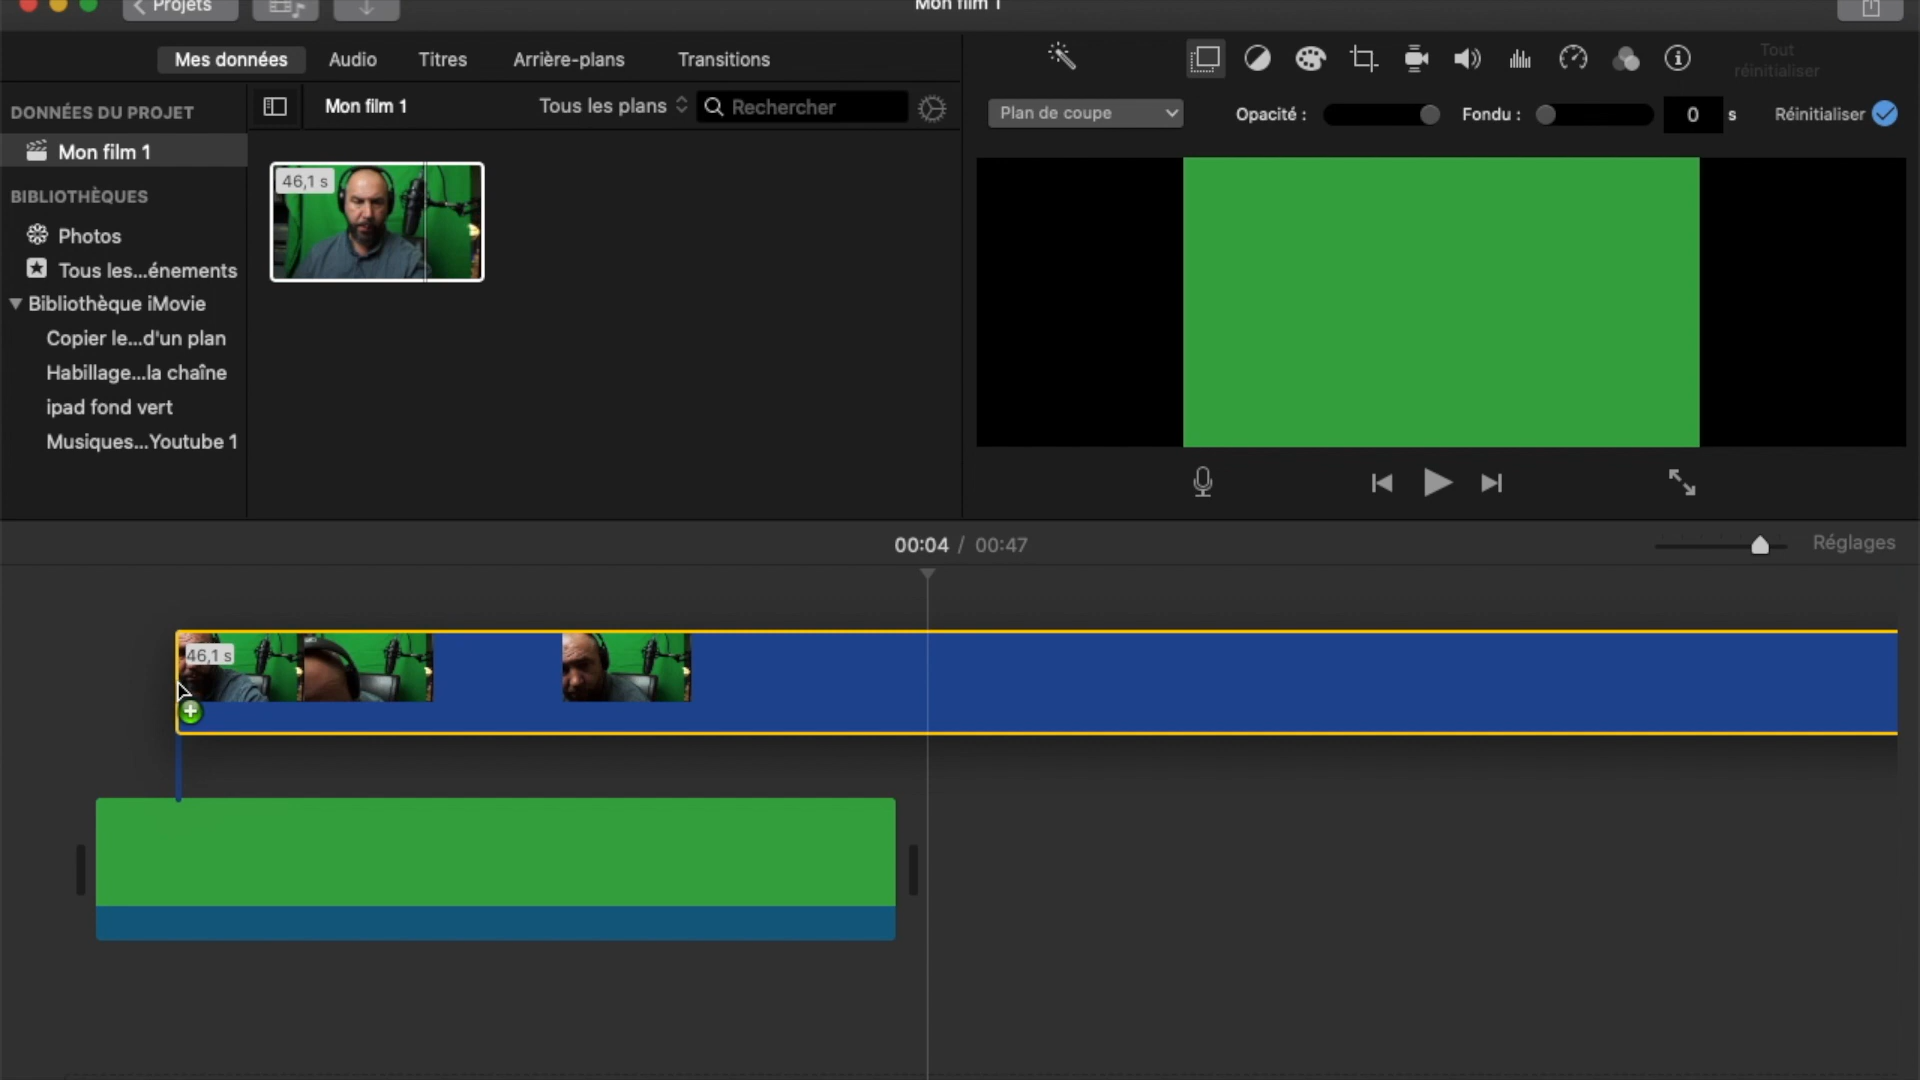 Projets
Mon film 1
Mes données
Audio
Titres
Arrière-plans
Transitions
Tout
réinitialiser
DONNÉES DU PROJET
Mon film 1
Tous les plans
Rechercher
Plan de coupe
Opacité :
Fondu :
0
s
Réinitialiser
Mon film 1
BIBLIOTHÈQUES
Photos
Tous les...énements
Bibliothèque iMovie
Copier le...d'un plan
Habillage...la chaîne
ipad fond vert
Musiques...Youtube 1
46,1 s
00:04 / 00:47
Réglages
46,1 s